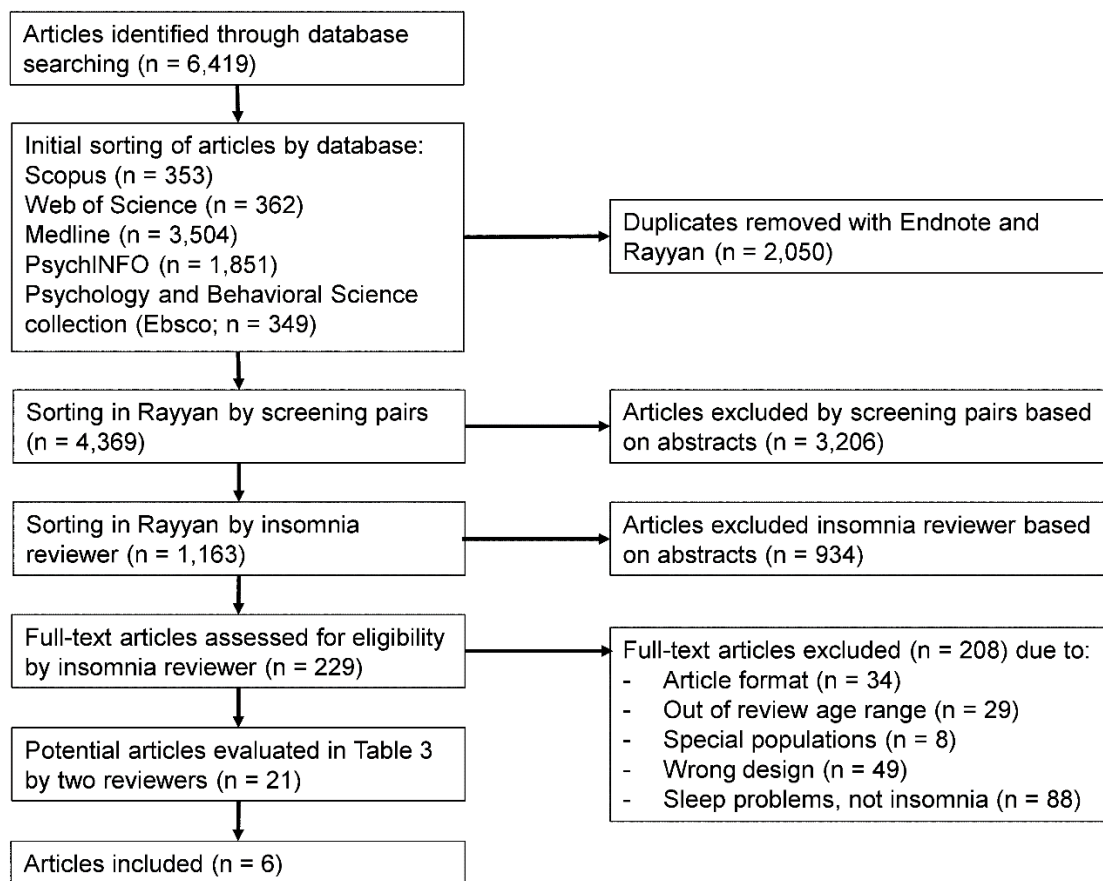 Articles identified through database
searching (n = 6,419)
Initial sorting of articles by database:
Scopus (n = 353)
Web of Science (n = 362)
Medline (n = 3,504)
PsychINFO (n = 1,851)
Psychology and Behavioral Science
collection (Ebsco; n = 349)
Duplicates removed with Endnote and
Rayyan (n = 2,050)
Sorting in Rayyan by screening pairs
(n = 4,369)
Articles excluded by screening pairs based
on abstracts (n = 3,206)
Sorting in Rayyan by insomnia
reviewer (n = 1,163)
Articles excluded insomnia reviewer based
on abstracts (n = 934)
Full-text articles assessed for eligibility
by insomnia reviewer (n = 229)
Full-text articles excluded (n = 208) due to:
- Article format (n = 34)
- Out of review age range (n = 29)
- Special populations (n = 8)
- Wrong design (n = 49)
- Sleep problems, not insomnia (n = 88)
Potential articles evaluated in Table 3
by two reviewers (n = 21)
Articles included (n = 6)